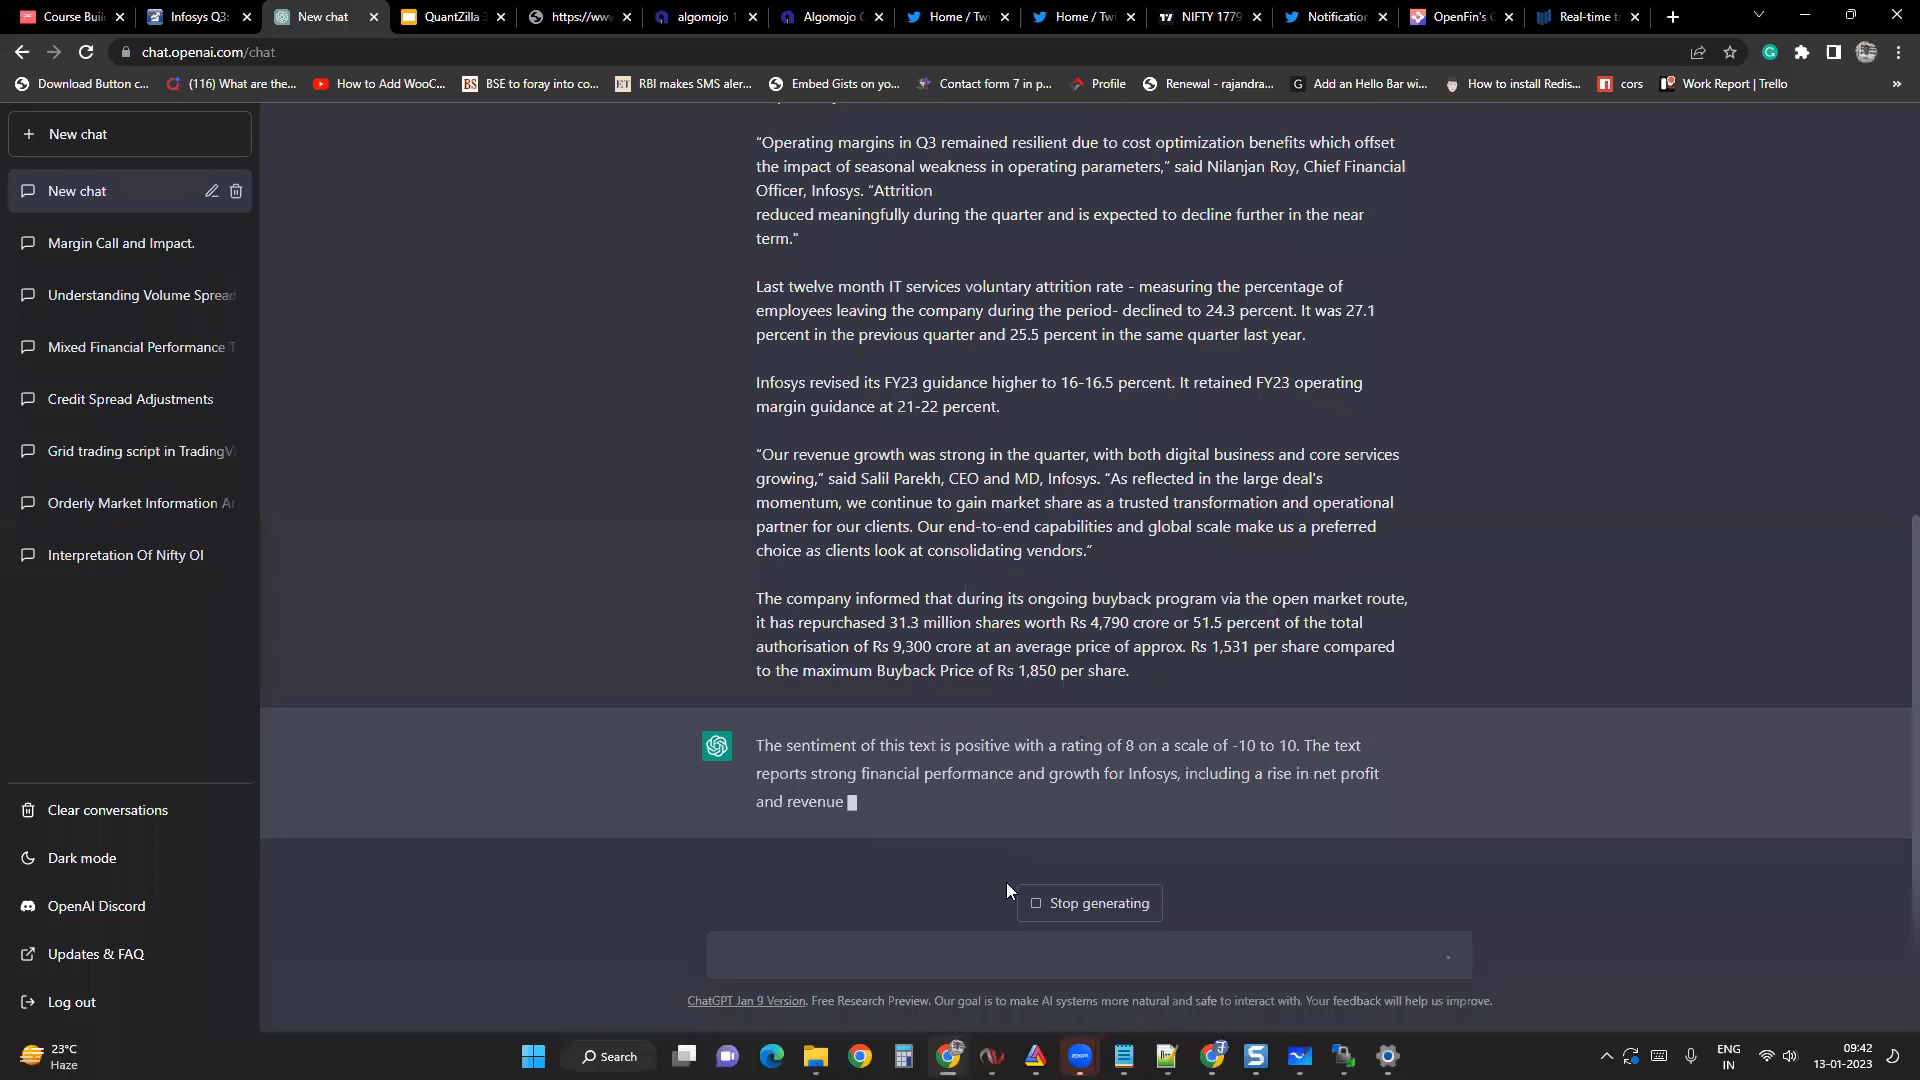 Course Buil
Infosys Q3:
New chat
QuantZilla
https://ww
algomojo
Algomojo
Home / Twi
Home / Twi
NIFTY 1779
Notification
OpenFin's
Real-time t
chat.openai.com/chat
Download Button c...
(116) What are the...
How to Add WooC...
BSE to foray into co...
RBI makes SMS aler...
Embed Gists on yo...
Contact form 7 in p...
Profile
Renewal - rajandra...
Add an Hello Bar wi...
How to install Redis...
cors
Work Report | Trello
»
+ New chat
New chat
Margin Call and Impact.
Understanding Volume Spread
Mixed Financial Performance T
Credit Spread Adjustments
Grid trading script in TradingVi
Orderly Market Information Ar
Interpretation Of Nifty OI
Clear conversations
Dark mode
OpenAI Discord
Updates & FAQ
Log out
“Operating margins in Q3 remained resilient due to cost optimization benefits which offset
the impact of seasonal weakness in operating parameters,” said Nilanjan Roy, Chief Financial
Officer, Infosys. “Attrition
reduced meaningfully during the quarter and is expected to decline further in the near
term."
Last twelve month IT services voluntary attrition rate - measuring the percentage of
employees leaving the company during the period- declined to 24.3 percent. It was 27.1
percent in the previous quarter and 25.5 percent in the same quarter last year.
Infosys revised its FY23 guidance higher to 16-16.5 percent. It retained FY23 operating
margin guidance at 21-22 percent.
“Our revenue growth was strong in the quarter, with both digital business and core services
growing,” said Salil Parekh, CEO and MD, Infosys. “As reflected in the large deal's
momentum, we continue to gain market share as a trusted transformation and operational
partner for our clients. Our end-to-end capabilities and global scale make us a preferred
choice as clients look at consolidating vendors.”
The company informed that during its ongoing buyback program via the open market route,
it has repurchased 31.3 million shares worth Rs 4,790 crore or 51.5 percent of the total
authorisation of Rs 9,300 crore at an average price of approx. Rs 1,531 per share compared
to the maximum Buyback Price of Rs 1,850 per share.
The sentiment of this text is positive with a rating of 8 on a scale of -10 to 10. The text
reports strong financial performance and growth for Infosys, including a rise in net profit
and revenue
Stop generating
ChatGPT Jan 9 Version. Free Research Preview. Our goal is to make AI systems more natural and safe to interact with. Your feedback will help us improve.
23°C
Haze
Search
zoom
ENG
IN
09:42
13-01-2023